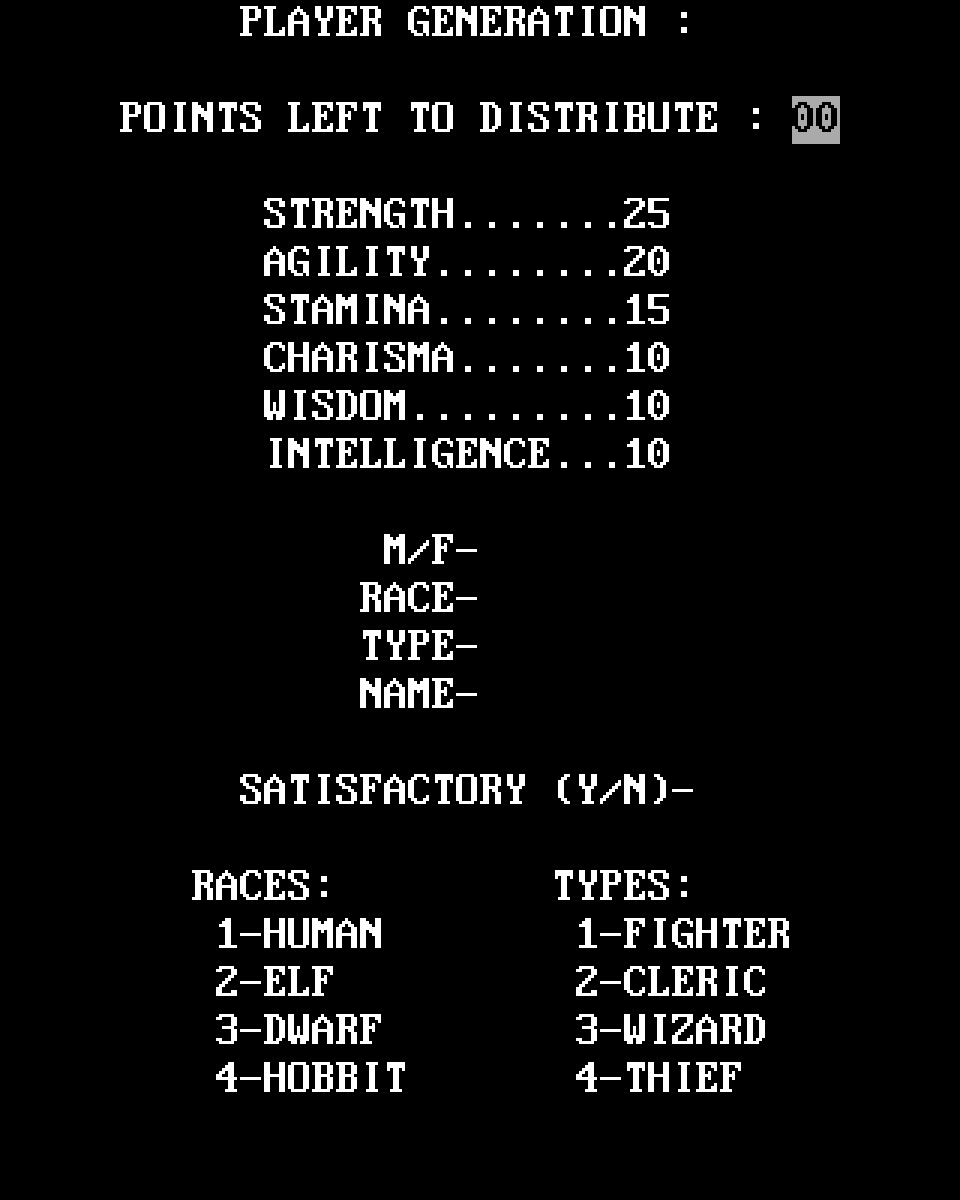 PLAYER GENERATION :
POINTS LEFT TO DISTRIBUTE : 00
STRENGTH.......25
AGILITY........20
STAMINA........15
CHARISMA.......10
WISDOM.........10
INTELLIGENCE...10
M/F-
RACE-
TYPE-
NAME-
SATISFACTORY (Y/N)-
RACES: TYPES:
1-HUMAN 1-FIGHTER
2-ELF 2-CLERIC
3-DWARF 3-WIZARD
4-HOBBIT 4-THIEF